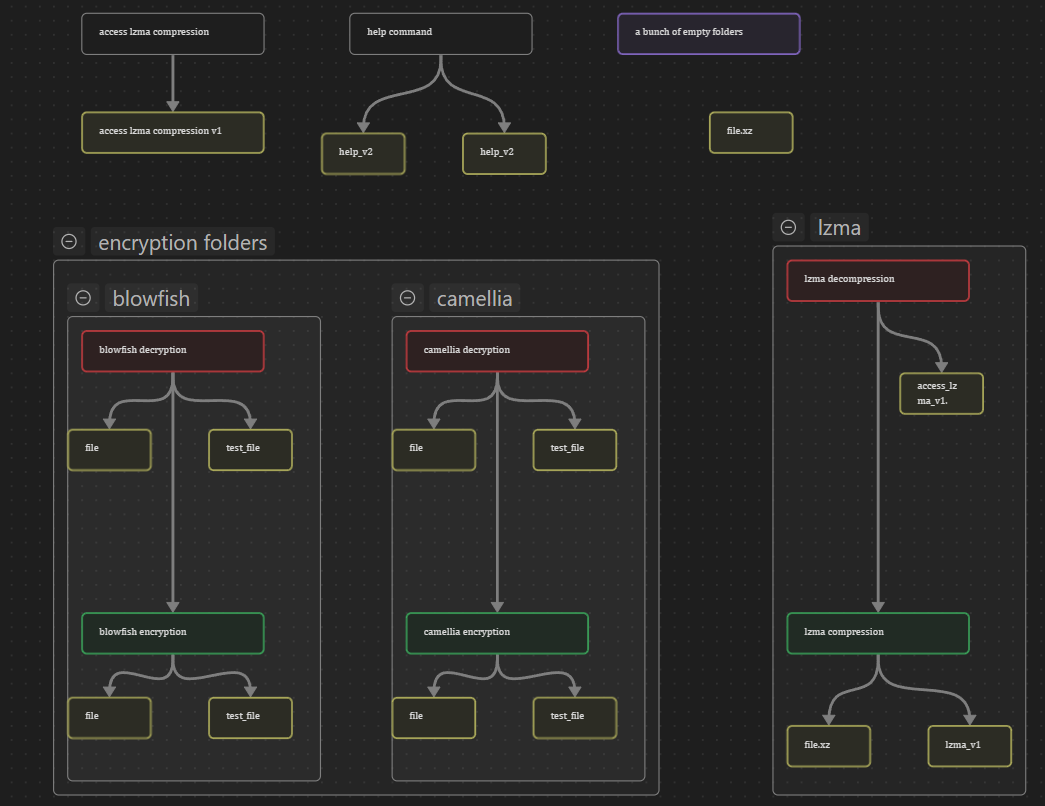 access lzma compression
help command
a bunch of empty folders
access lzma compression v1
file.xz
help_v2
help_v2
encryption folders
lzma
blowfish
camellia
lzma decompression
blowfish decryption
camellia decryption
access_lz
ma_v1.
file
test_file
file
test_file
blowfish encryption
camellia encryption
lzma compression
file
test_file
file
test_file
file.xz
lzma_v1